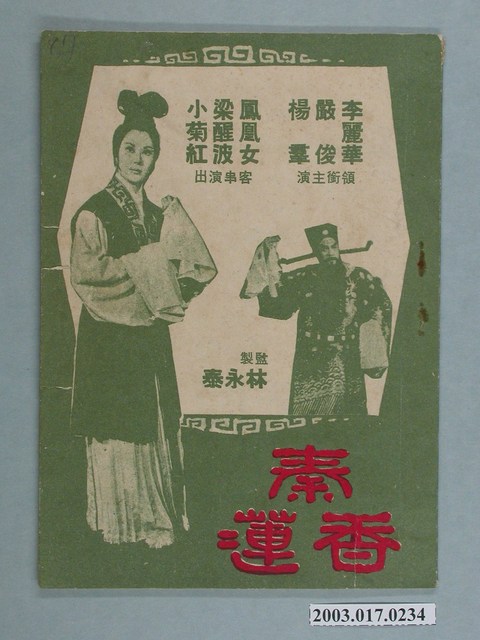 李麗華
嚴俊
楊羣
領銜主演
鳳凰女
梁醒波
小菊紅
客串演出
監製
林永泰
秦
香蓮
2003.017.0234